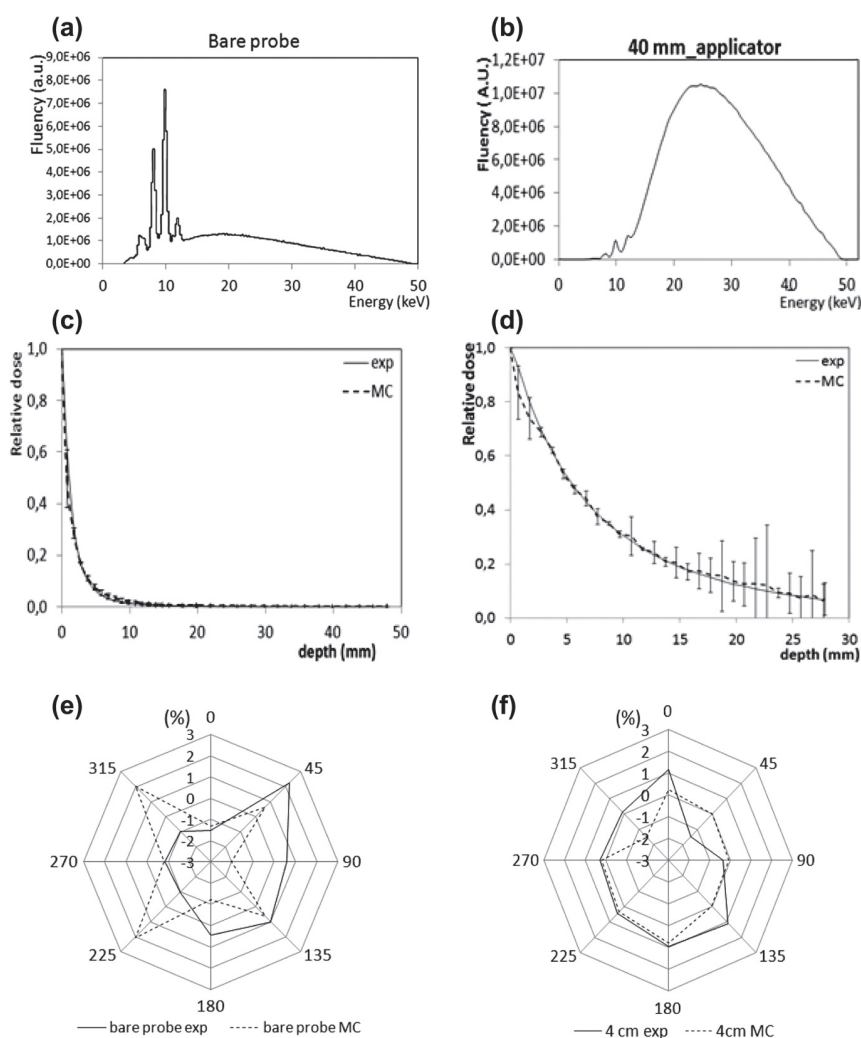 (a)
Bare probe
Fluency (a.u.)
9,0E+06
8,0E+06
7,0E+06
6,0E+06
5,0E+06
4,0E+06
3,0E+06
2,0E+06
1,0E+06
0,0E+00
0 10 20 30 40 50
Energy (keV)
(b)
40 mm_applicator
Fluency ( A.U.)
1,2E+07
1,0E+07
8,0E+06
6,0E+06
4,0E+06
2,0E+06
0,0E+00
0 10 20 30 40 50
Energy (keV)
(c)
Relative dose
1,0
0,8
0,6
0,4
0,2
0,0
exp
MC
0 10 20 30 40 50
depth (mm)
(d)
Relative dose
1,0
0,8
0,6
0,4
0,2
0,0
exp
MC
0 5 10 15 20 25 30
depth (mm)
(e)
(%)
0
45
90
135
180
225
270
315
3
2
1
0
-1
-2
-3
bare probe exp bare probe MC
(f)
(%)
0
45
90
135
180
225
270
315
3
2
1
0
-1
-2
-3
4 cm exp 4cm MC